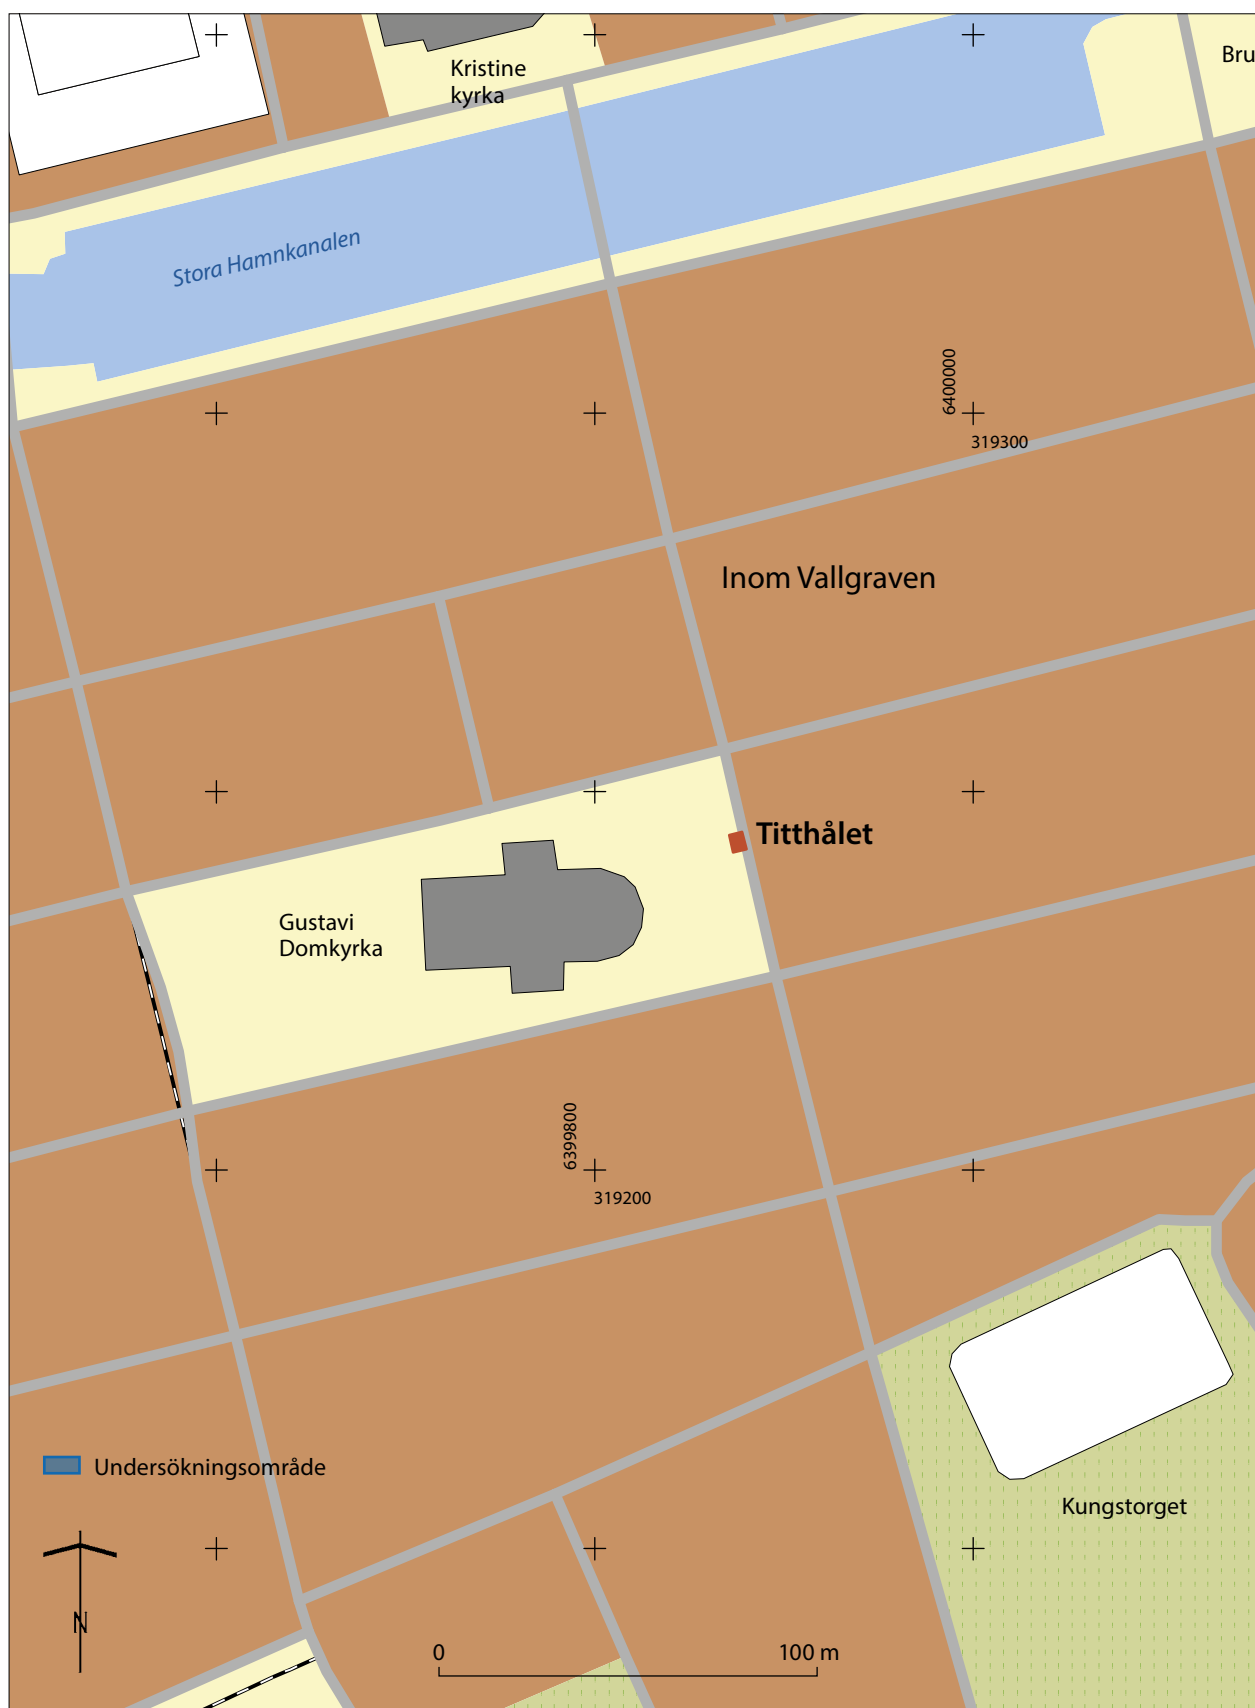 Kristine
kyrka
Bru
Stora Hamnkanalen
6400000
319300
Inom Vallgraven
Titthålet
Gustavi
Domkyrka
6399800
319200
Undersökningsområde
Kungstorget
N
0 100 m